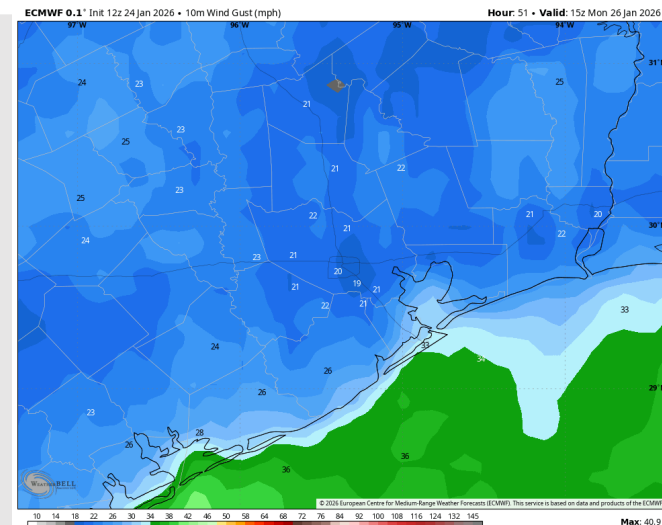 ECMWF 0.1° Init 12z 24 Jan 2026 • 10m Wind Gust (mph) Hour: 51 • Valid: 15z Mon 26 Jan 2026
97°W 96°W 95°W 94°W
31°
24 23 25
21
23
25
21 22
23
25
22 21 20
21 22
30°
24
23 21
20
21 19 21
22 21
33
24
33
34
26
29°
26
23
28
26
36
36
WEATHERBELL
© 2026 European Centre for Medium-Range Weather Forecasts (ECMWF). This service is based on data and products of the ECMWF
10 14 18 22 26 30 34 38 42 46 50 54 58 60 64 68 72 76 84 92 100 108 116 124 132 145
Max: 40.